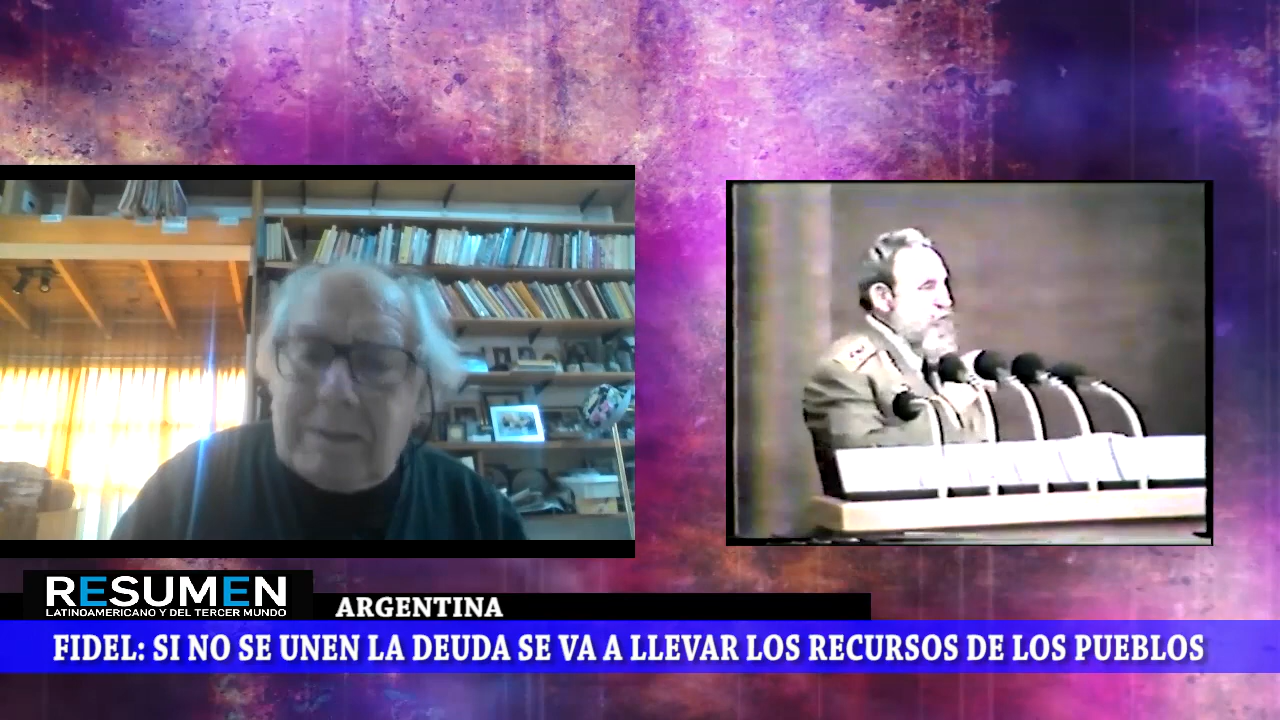 RESUMEN
LATINOAMERICANO Y DEL TERCER MUNDO
ARGENTINA
FIDEL: SI NO SE UNEN LA DEUDA SE VA A LLEVAR LOS RECURSOS DE LOS PUEBLOS